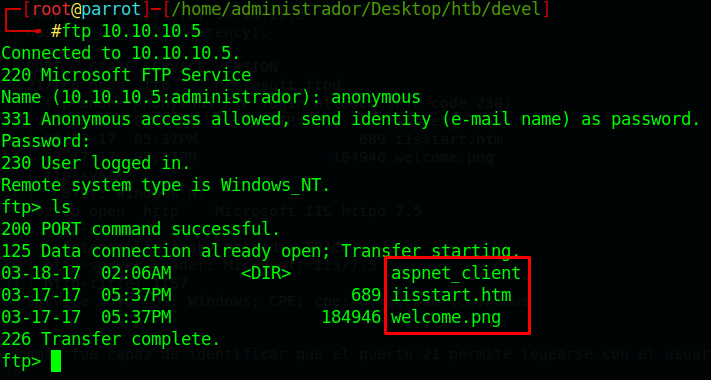 [root@parrot]─[/home/administrador/Desktop/htb/devel]
#ftp 10.10.10.5
Connected to 10.10.10.5.
220 Microsoft FTP Service
Name (10.10.10.5:administrador): anonymous
331 Anonymous access allowed, send identity (e-mail name) as password.
Password:
230 User logged in.
Remote system type is Windows_NT.
ftp> ls
200 PORT command successful.
125 Data connection already open; Transfer starting.
03-18-17  02:06AM       <DIR>          aspnet_client
03-17-17  05:37PM                  689 iisstart.htm
03-17-17  05:37PM               184946 welcome.png
226 Transfer complete.
ftp>